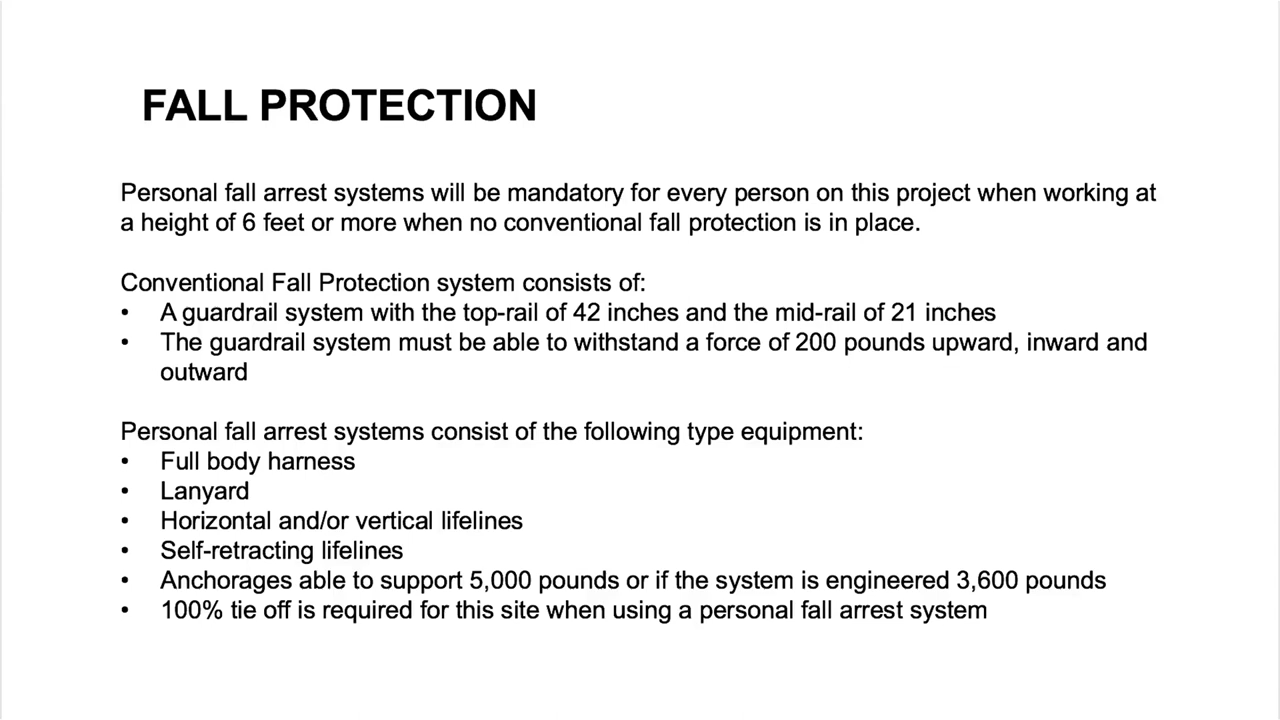 FALL PROTECTION
Personal fall arrest systems will be mandatory for every person on this project when working at
a height of 6 feet or more when no conventional fall protection is in place.
Conventional Fall Protection system consists of:
• A guardrail system with the top-rail of 42 inches and the mid-rail of 21 inches
• The guardrail system must be able to withstand a force of 200 pounds upward, inward and
outward
Personal fall arrest systems consist of the following type equipment:
• Full body harness
• Lanyard
• Horizontal and/or vertical lifelines
• Self-retracting lifelines
• Anchorages able to support 5,000 pounds or if the system is engineered 3,600 pounds
• 100% tie off is required for this site when using a personal fall arrest system